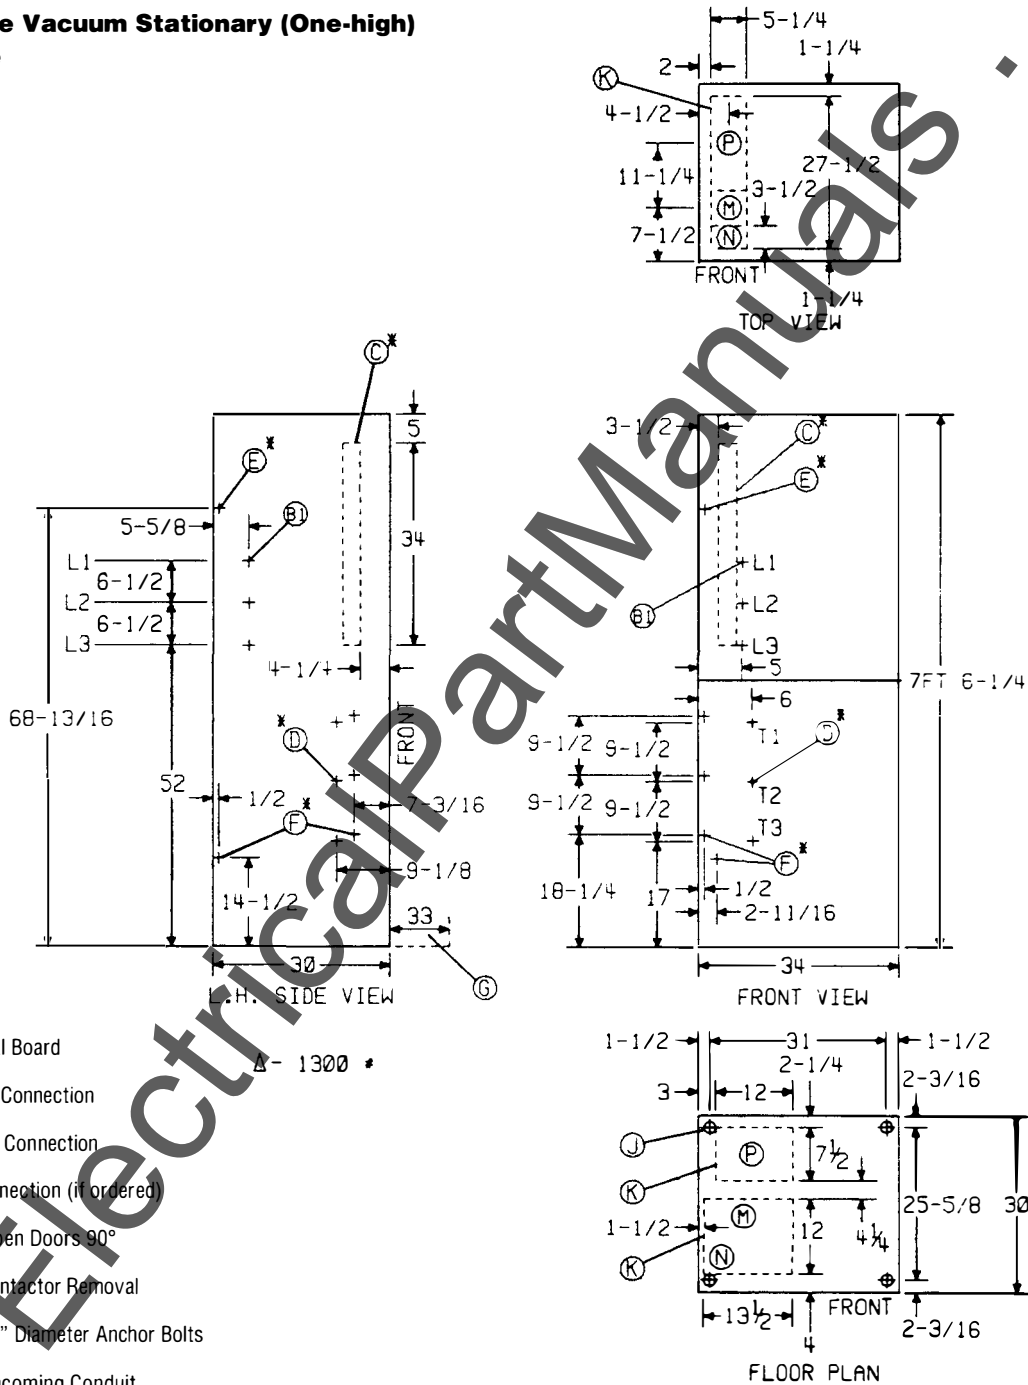 e Vacuum Stationary (One-high)
5-1/4
1-1/4
2
K
4-1/2
P
11-1/4
27-1/2
3-1/2
M
7-1/2
N
FRONT
1-1/4
TOP VIEW
C*
5
E*
5-5/8
B1
34
L1
6-1/2
L2
6-1/2
L3
4-1/4
68-13/16
FRONT
*
D
52
1/2
7-3/16
F*
9-1/8
14-1/2
33
30
G
L.H. SIDE VIEW
3-1/2
C*
E*
L1
B1
L2
L3
5
7FT 6-1/4
6
9-1/2
9-1/2
T1
D*
9-1/2
9-1/2
T2
T3
F*
18-1/4
17
1/2
2-11/16
34
FRONT VIEW
Δ- 1300 *
l Board
Connection
Connection
nection (if ordered)
en Doors 90°
ntactor Removal
" Diameter Anchor Bolts
coming Conduit
1-1/2
31
1-1/2
2-1/4
3
12
2-3/16
J
P
7½
K
25-5/8
30
1-1/2
M
12
4¼
N
K
FRONT
13½
2-3/16
4
FLOOR PLAN
ElectricalPartManuals .